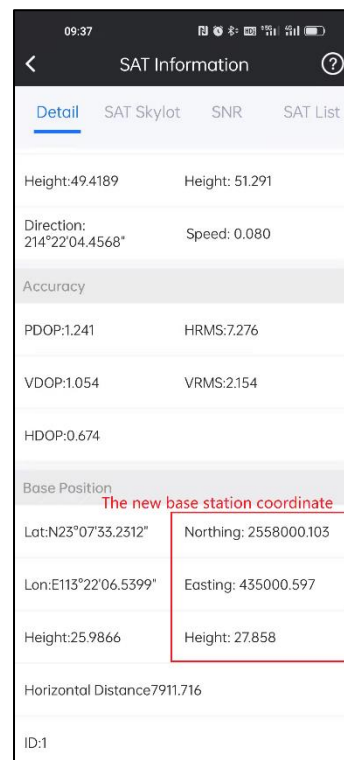 09:37
SAT Information
Detail SAT Skylot SNR SAT List
Height:49.4189 Height: 51.291
Direction:
214°22'04.4568" Speed: 0.080
Accuracy
PDOP:1.241 HRMS:7.276
VDOP:1.054 VRMS:2.154
HDOP:0.674
Base Position
The new base station coordinate
Lat:N23°07'33.2312" Northing: 2558000.103
Lon:E113°22'06.5399" Easting: 435000.597
Height:25.9866 Height: 27.858
Horizontal Distance7911.716
ID:1